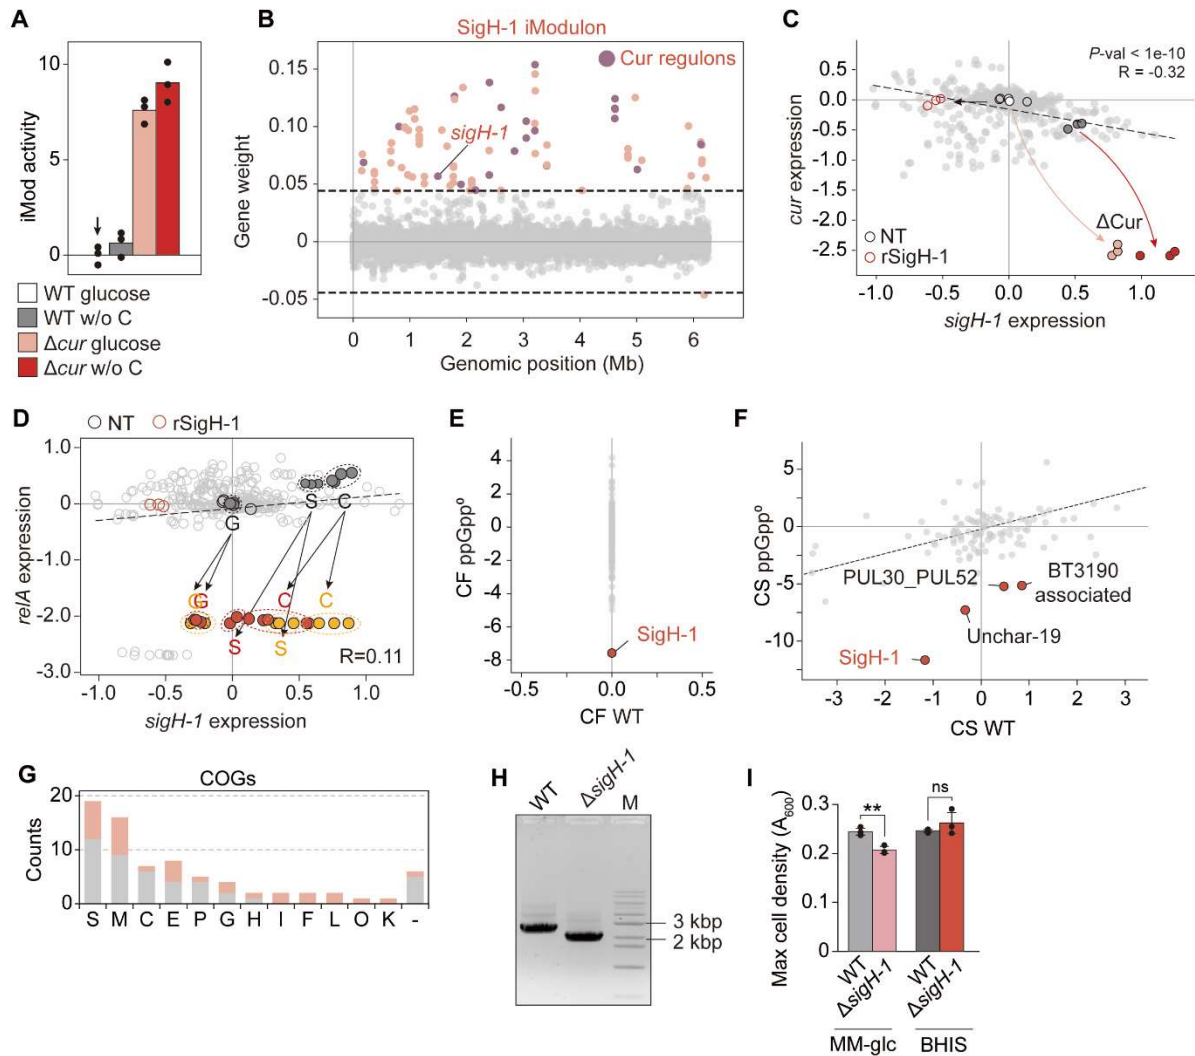 A
iMod activity
10
5
0
WT glucose
WT w/o C
Δcur glucose
Δcur w/o C
B
SigH-1 iModulon
Cur regulons
sigH-1
Gene weight
0.15
0.10
0.05
0
-0.05
0 1 2 3 4 5 6
Genomic position (Mb)
C
P-val < 1e-10
R = -0.32
cur expression
0.5
0.0
-0.5
-1.0
-1.5
-2.0
-2.5
ΔCur
NT
rSigH-1
-1.0 -0.5 0 0.5 1.0
sigH-1 expression
D
NT rSigH-1
relA expression
1.0
0
-1.0
-2.0
-3.0
G S C
G G C C
S S
R=0.11
-1.0 -0.5 0 0.5 1.0
sigH-1 expression
E
CF ppGpp⁰
4
2
0
-2
-4
-6
-8
SigH-1
-0.5 0 0.5
CF WT
F
CS ppGpp⁰
5
0
-5
-10
PUL30_PUL52
BT3190
associated
Unchar-19
SigH-1
-3 -2 -1 0 1 2 3
CS WT
G
COGs
Counts
20
10
0
S M C E P G H I F L O K -
H
WT ΔsigH-1 M
3 kbp
2 kbp
I
Max cell density (A₆₀₀)
0.3
0.2
0.1
0
** ns
WT ΔsigH-1 WT ΔsigH-1
MM-glc BHIS